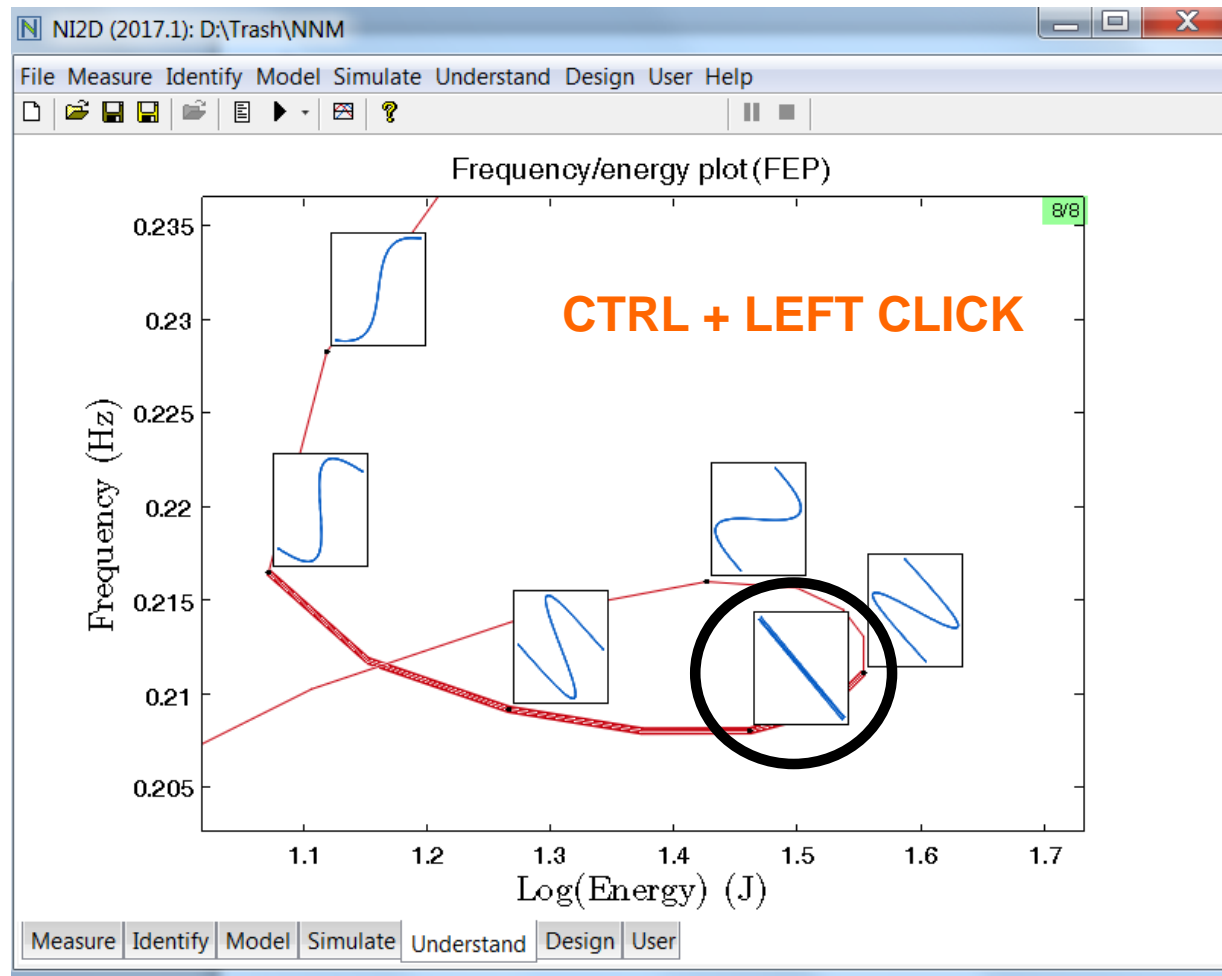 NI2D (2017.1): D:\Trash\NNM
File Measure Identify Model Simulate Understand Design User Help
Frequency/energy plot (FEP)
8/8
CTRL + LEFT CLICK
Frequency (Hz)
0.235
0.23
0.225
0.22
0.215
0.21
0.205
1.1 1.2 1.3 1.4 1.5 1.6 1.7
Log(Energy) (J)
Measure Identify Model Simulate Understand Design User